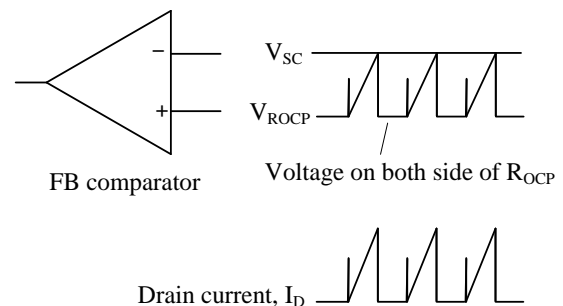 V_SC
−
+
V_ROCP
FB comparator
Voltage on both side of R_OCP
Drain current, I_D